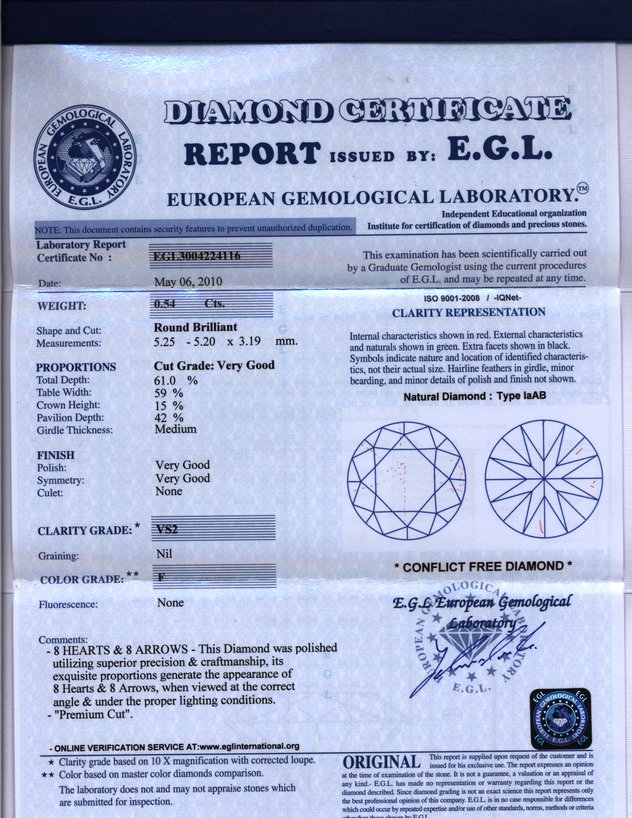 EUROPEAN GEMOLOGICAL LABORATORY
E.G.L.
DIAMOND CERTIFICATE
REPORT ISSUED BY: E.G.L.
EUROPEAN GEMOLOGICAL LABORATORY.™
Independent Educational organization
Institute for certification of diamonds and precious stones.
NOTE: This document contains security features to prevent unauthorized duplication.
Laboratory Report
Certificate No : EGL3004224116
Date: May 06, 2010
WEIGHT: 0.54 Cts.
Shape and Cut: Round Brilliant
Measurements: 5.25 - 5.20 x 3.19 mm.
PROPORTIONS Cut Grade: Very Good
Total Depth: 61.0 %
Table Width: 59 %
Crown Height: 15 %
Pavilion Depth: 42 %
Girdle Thickness: Medium
FINISH
Polish: Very Good
Symmetry: Very Good
Culet: None
CLARITY GRADE: * VS2
Graining: Nil
COLOR GRADE: ** F
Fluorescence: None
Comments:
- 8 HEARTS & 8 ARROWS - This Diamond was polished
utilizing superior precision & craftmanship, its
exquisite proportions generate the appearance of
8 Hearts & 8 Arrows, when viewed at the correct
angle & under the proper lighting conditions.
- "Premium Cut".
- ONLINE VERIFICATION SERVICE AT:www.eglinternational.org
★ Clarity grade based on 10 X magnification with corrected loupe.
★★ Color based on master color diamonds comparison.
The laboratory does not and may not appraise stones which
are submitted for inspection.
This examination has been scientifically carried out
by a Graduate Gemologist using the current procedures
of E.G.L. and may be repeated at any time.
ISO 9001-2008 / -IQNet-
CLARITY REPRESENTATION
Internal characteristics shown in red. External characteristics
and naturals shown in green. Extra facets shown in black.
Symbols indicate nature and location of identified characteris-
tics, not their actual size. Hairline feathers in girdle, minor
bearding, and minor details of polish and finish not shown.
Natural Diamond : Type IaAB
* CONFLICT FREE DIAMOND *
E.G.L European Gemological
Laboratory
EUROPEAN GEMOLOGICAL LABORATORY
E.G.L.
EGL EGL
EUROPEAN GEMOLOGICAL LABORATORY
EGL EGL
ORIGINAL This report is supplied upon request of the customer and is
issued for his exclusive use. The report expresses an opinion
at the time of examination of the stone. It is not a guarantee, a valuation or an appraisal of
any kind.- E.G.L. has made no representation or warranty regarding this report or the
diamond described. Since diamond grading is not an exact science this report represents only
the best professional opinion of this company. E.G.L. is in no case responsible for differences
which could occur by repeated expertise and/or use of other standards, norms, methods or criteria
other than those chosen by E.G.L